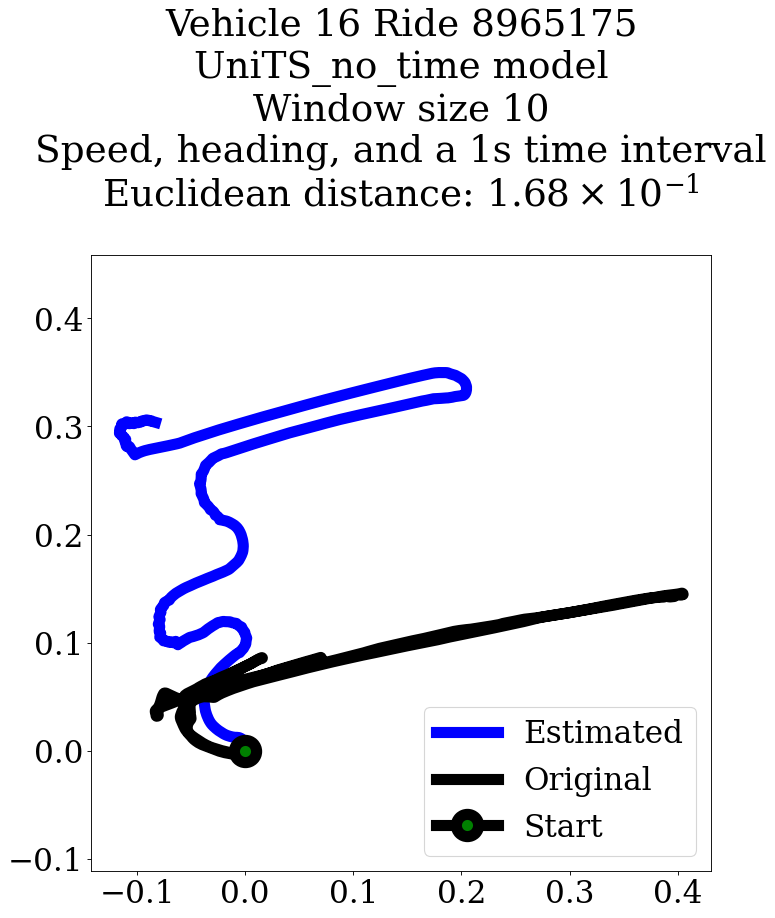 Vehicle 16 Ride 8965175
UniTS_no_time model
Window size 10
Speed, heading, and a 1s time interval
Euclidean distance: 1.68 × 10⁻¹
0.4
0.3
0.2
0.1
0.0
−0.1
Estimated
Original
Start
−0.1 0.0 0.1 0.2 0.3 0.4